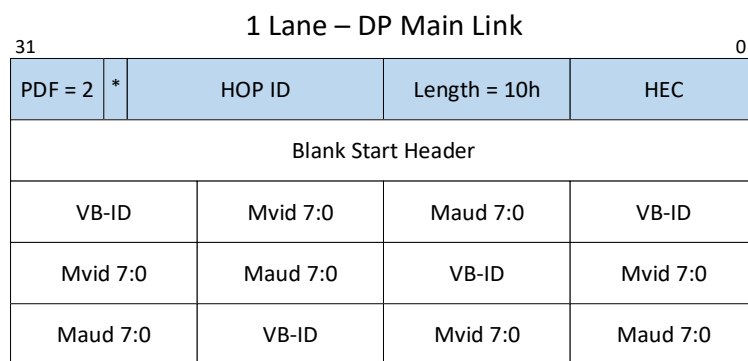 1 Lane – DP Main Link
31 0
PDF = 2 * HOP ID Length = 10h HEC
Blank Start Header
VB-ID Mvid 7:0 Maud 7:0 VB-ID
Mvid 7:0 Maud 7:0 VB-ID Mvid 7:0
Maud 7:0 VB-ID Mvid 7:0 Maud 7:0